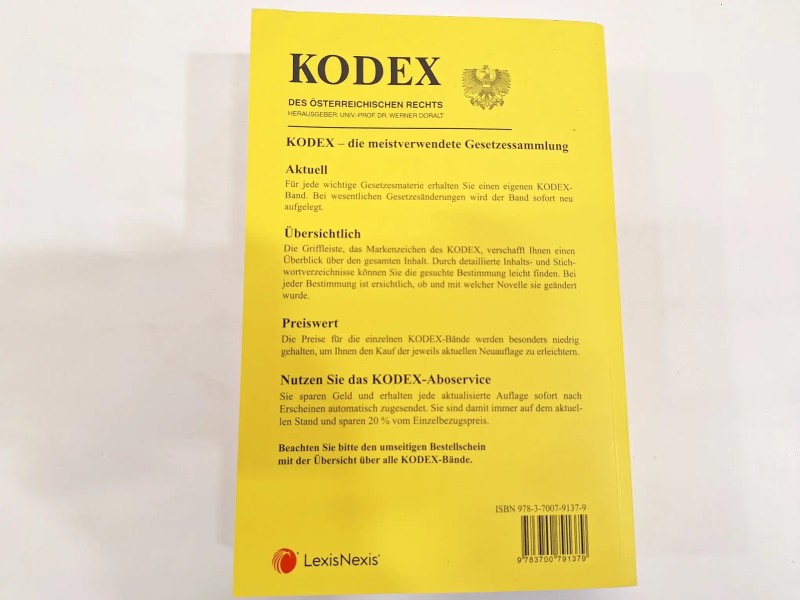 KODEX
DES ÖSTERREICHISCHEN RECHTS
HERAUSGEBER: UNIV.-PROF. DR. WERNER DORALT
KODEX – die meistverwendete Gesetzessammlung
Aktuell
Für jede wichtige Gesetzesmaterie erhalten Sie einen eigenen KODEX-
Band. Bei wesentlichen Gesetzesänderungen wird der Band sofort neu
aufgelegt.
Übersichtlich
Die Griffleiste, das Markenzeichen des KODEX, verschafft Ihnen einen
Überblick über den gesamten Inhalt. Durch detaillierte Inhalts- und Stich-
wortverzeichnisse können Sie die gesuchte Bestimmung leicht finden. Bei
jeder Bestimmung ist ersichtlich, ob und mit welcher Novelle sie geändert
wurde.
Preiswert
Die Preise für die einzelnen KODEX-Bände werden besonders niedrig
gehalten, um Ihnen den Kauf der jeweils aktuellen Neuauflage zu erleichtern.
Nutzen Sie das KODEX-Aboservice
Sie sparen Geld und erhalten jede aktualisierte Auflage sofort nach
Erscheinen automatisch zugesendet. Sie sind damit immer auf dem aktuel-
len Stand und sparen 20 % vom Einzelbezugspreis.
Beachten Sie bitte den umseitigen Bestellschein
mit der Übersicht über alle KODEX-Bände.
ISBN 978-3-7007-9137-9
9 783700 791379
LexisNexis®